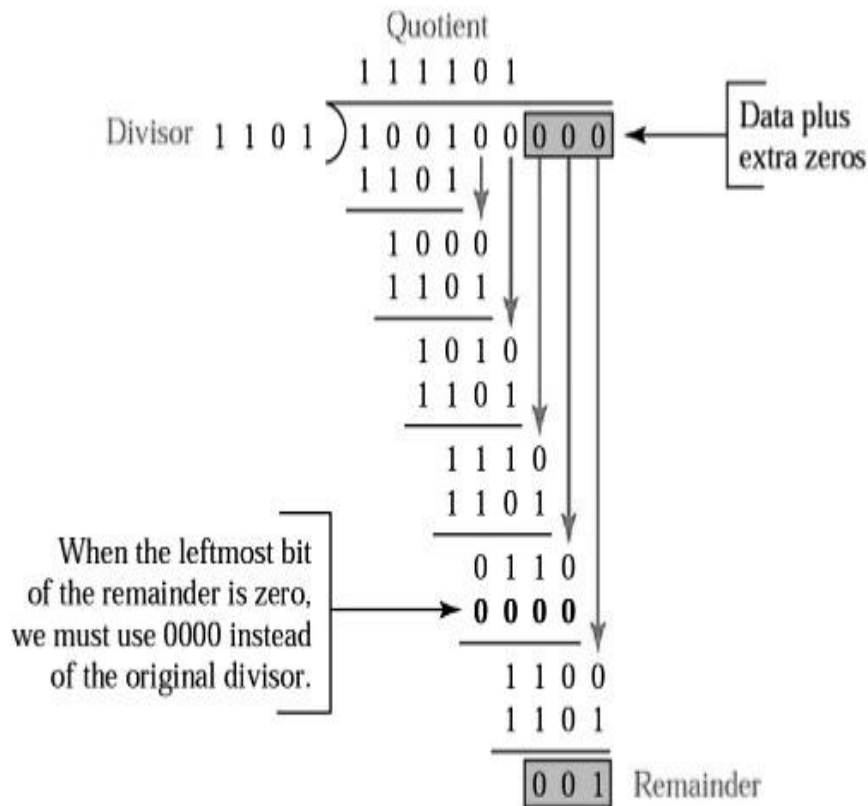 Quotient
1 1 1 1 0 1
Divisor 1 1 0 1 1 0 0 1 0 0 0 0 0
Data plus
extra zeros
1 1 0 1
1 0 0 0
1 1 0 1
1 0 1 0
1 1 0 1
1 1 1 0
1 1 0 1
When the leftmost bit
of the remainder is zero,
we must use 0000 instead
of the original divisor.
0 1 1 0
0 0 0 0
1 1 0 0
1 1 0 1
0 0 1 Remainder